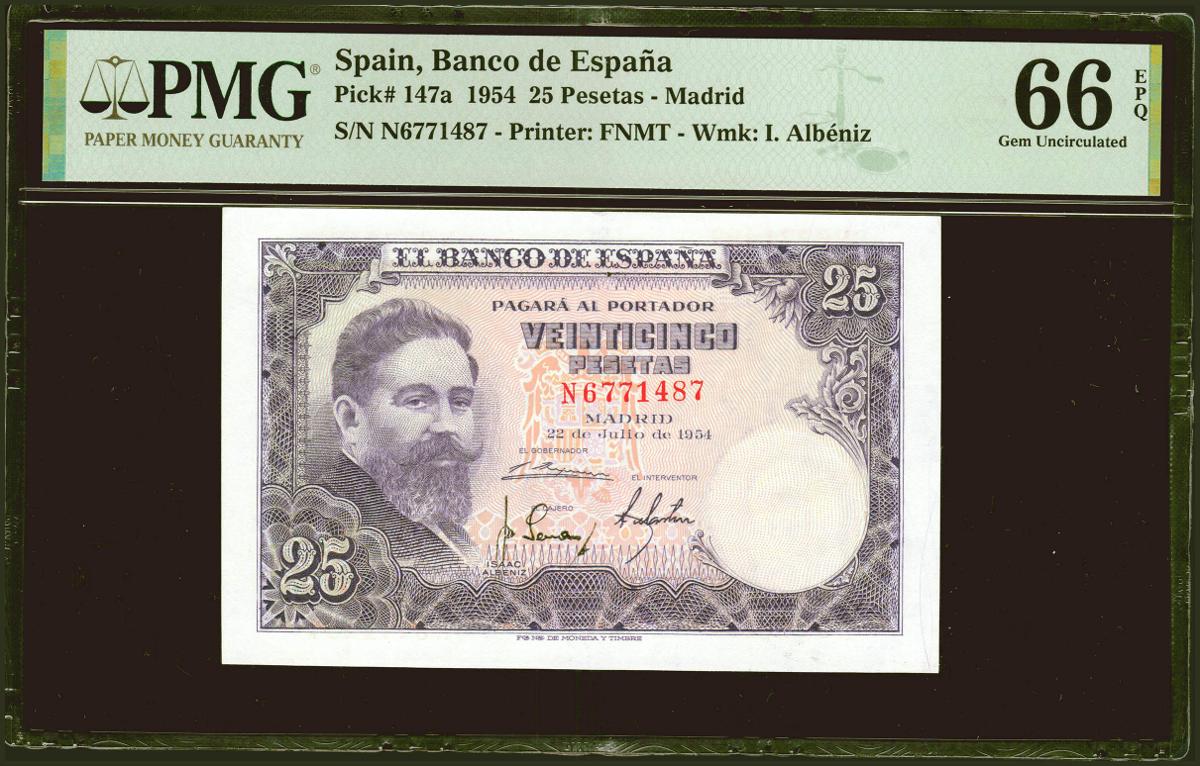 PMG®
PAPER MONEY GUARANTY
Spain, Banco de España
Pick# 147a 1954 25 Pesetas - Madrid
S/N N6771487 - Printer: FNMT - Wmk: I. Albéniz
66
EPQ
Gem Uncirculated
EL BANCO DE ESPAÑA
25
PAGARÁ AL PORTADOR
VEINTICINCO
PESETAS
N6771487
MADRID
22 de Julio de 1954
EL GOBERNADOR
EL INTERVENTOR
EL CAJERO
ISAAC
ALBENIZ
25
FCA NAL DE MONEDA Y TIMBRE